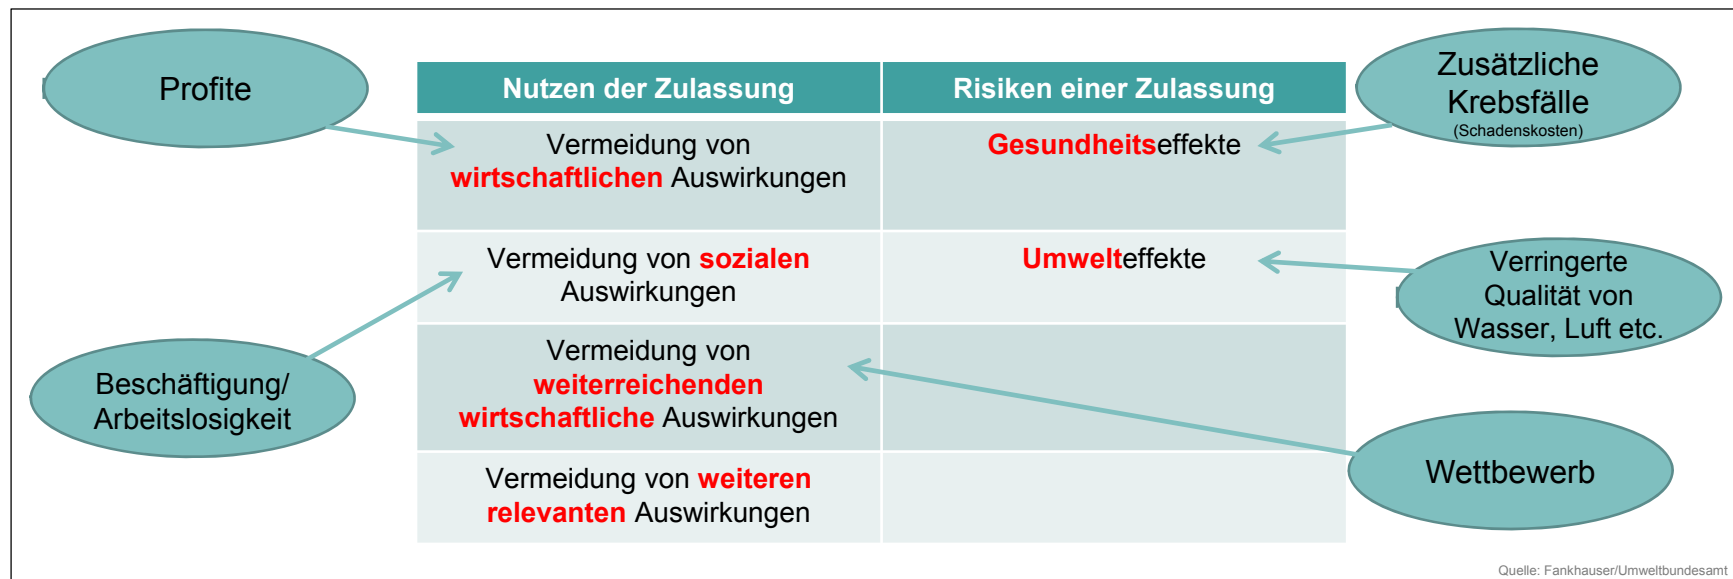 Profite
Nutzen der Zulassung
Risiken einer Zulassung
Zusätzliche
Krebsfälle
(Schadenskosten)
Vermeidung von
wirtschaftlichen Auswirkungen
Gesundheitseffekte
Vermeidung von sozialen
Auswirkungen
Umwelteffekte
Verringerte
Qualität von
Wasser, Luft etc.
Beschäftigung/
Arbeitslosigkeit
Vermeidung von
weiterreichenden
wirtschaftliche Auswirkungen
Wettbewerb
Vermeidung von weiteren
relevanten Auswirkungen
Quelle: Fankhauser/Umweltbundesamt